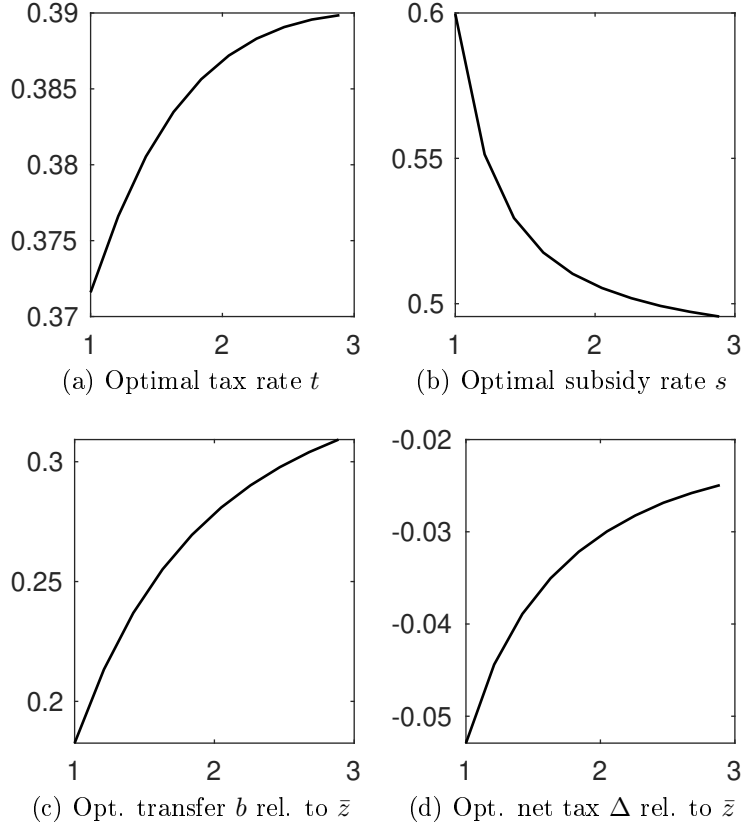 0.39
0.385
0.38
0.375
0.37
1 2 3
(a) Optimal tax rate t
0.6
0.55
0.5
1 2 3
(b) Optimal subsidy rate s
0.3
0.25
0.2
1 2 3
(c) Opt. transfer b rel. to z̄
-0.02
-0.03
-0.04
-0.05
1 2 3
(d) Opt. net tax Δ rel. to z̄